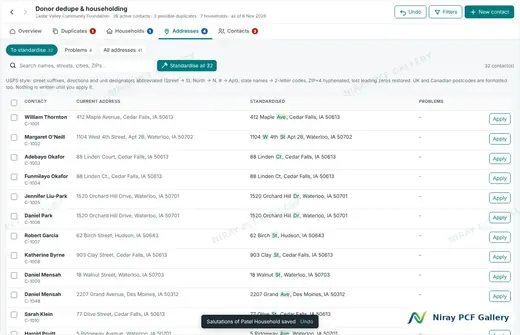 Donor dedupe & householding
Cedar Valley Community Foundation · 38 active contacts · 3 possible duplicates · 7 households · as of 8 Nov 2026
Undo
Filters
+ New contact
Overview
Duplicates 3
Households
Addresses 4
Contacts
To standardise 32
Problems 4
All addresses 41
Search names, streets, cities, ZIPs...
Standardise all 32
32 contact(s)
USPS style: street suffixes, directions and unit designators abbreviated (Street → St, North → N, # → Apt), state names → 2-letter codes, ZIP+4 hyphenated, lost leading zeros restored. UK and Canadian postcodes are formatted too. Nothing is written until you apply it.
CONTACT CURRENT ADDRESS STANDARDISED PROBLEMS
William Thornton 412 Maple Avenue, Cedar Falls, IA 50613 412 Maple Ave, Cedar Falls, IA 50613 - Apply
C-1001
Margaret O'Neill 1104 West 4th Street, Apt 2B, Waterloo, IA 50702 1104 W 4th St Apt 2B, Waterloo, IA 50702 - Apply
C-1002
Adebayo Okafor 88 Linden Court, Cedar Falls, IA 50613 88 Linden Ct, Cedar Falls, IA 50613 - Apply
C-1003
Funmilayo Okafor 88 Linden Ct., Cedar Falls, IA 50613 88 Linden Ct, Cedar Falls, IA 50613 - Apply
C-1004
Jennifer Liu-Park 1520 Orchard Hill Drive, Waterloo, IA 50701 1520 Orchard Hill Dr, Waterloo, IA 50701 - Apply
C-1005
Daniel Park 1520 Orchard Hill Drive, Waterloo, IA 50701 1520 Orchard Hill Dr, Waterloo, IA 50701 - Apply
C-1006
Robert Garcia 62 Birch Street, Hudson, IA 50643 62 Birch St, Hudson, IA 50643 - Apply
C-1007
Katherine Byrne 903 Clay Street, Cedar Falls, IA 50613 903 Clay St, Cedar Falls, IA 50613 - Apply
Daniel Mensah 18 Walnut Street, Waterloo, IA 50703 18 Walnut St, Waterloo, IA 50703 - Apply
Daniel Mensah 2207 Grand Avenue, Des Moines, IA 50312 2207 Grand Ave, Des Moines, IA 50312 - Apply
Sarah Klein 77 Olive Street, Cedar Falls, IA 50613 77 Olive St, Cedar Falls, IA 50613
C-1010
Harold Pruitt 5 Ridgeway Avenue, Waterloo, IA 50701
Salutations of Patel Household saved Undo
Niray PCF Gallery